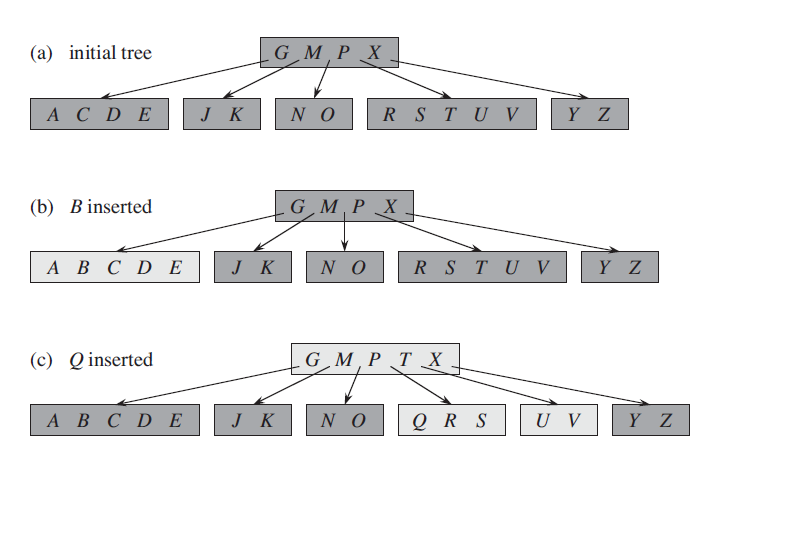 (a) initial tree
G M P X
A C D E J K N O R S T U V Y Z
(b) B inserted
G M P X
A B C D E J K N O R S T U V Y Z
(c) Q inserted
G M P T X
A B C D E J K N O Q R S U V Y Z